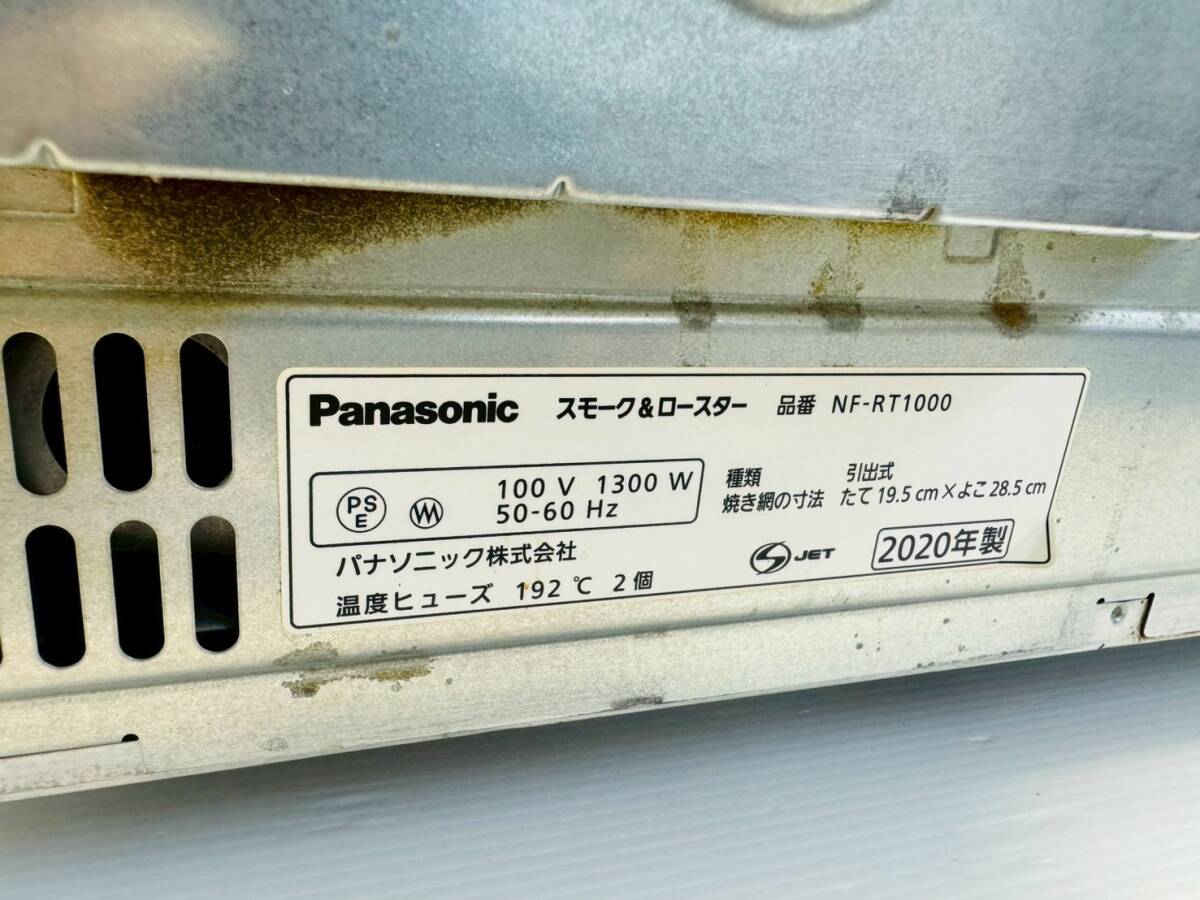 Panasonic スモーク&ロースター 品番 NF-RT1000
PS
E
100 V 1300 W
50-60 Hz
種類 引出式
焼き網の寸法 たて 19.5 cm×よこ 28.5 cm
パナソニック株式会社
温度ヒューズ 192 ℃ 2 個
S JET
2020年製